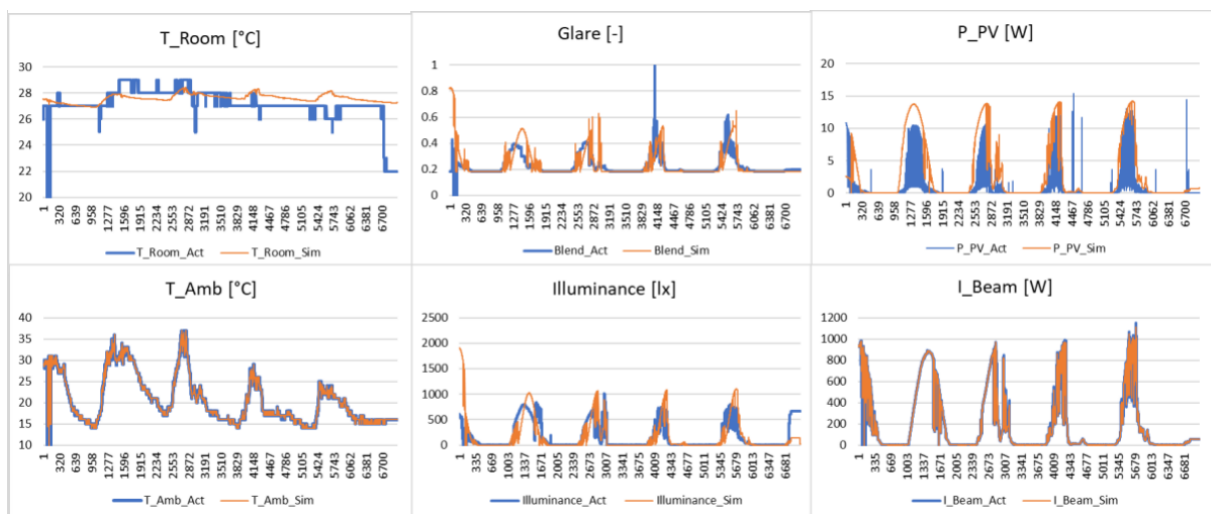 T_Room [°C]
30
28
26
24
22
20
1 320 639 958 1277 1596 1915 2234 2553 2872 3191 3510 3829 4148 4467 4786 5105 5424 5743 6062 6381 6700
T_Room_Act T_Room_Sim
Glare [-]
1
0.8
0.6
0.4
0.2
0
1 320 639 958 1277 1596 1915 2234 2553 2872 3191 3510 3829 4148 4467 4786 5105 5424 5743 6062 6381 6700
Blend_Act Blend_Sim
P_PV [W]
20
15
10
5
0
1 320 639 958 1277 1596 1915 2234 2553 2872 3191 3510 3829 4148 4467 4786 5105 5424 5743 6062 6381 6700
P_PV_Act P_PV_Sim
T_Amb [°C]
40
35
30
25
20
15
10
1 320 639 958 1277 1596 1915 2234 2553 2872 3191 3510 3829 4148 4467 4786 5105 5424 5743 6062 6381 6700
T_Amb_Act T_Amb_Sim
Illuminance [lx]
2500
2000
1500
1000
500
0
1 335 669 1003 1337 1671 2005 2339 2673 3007 3341 3675 4009 4343 4677 5011 5345 5679 6013 6347 6681
Illuminance_Act Illuminance_Sim
I_Beam [W]
1200
1000
800
600
400
200
0
1 335 669 1003 1337 1671 2005 2339 2673 3007 3341 3675 4009 4343 4677 5011 5345 5679 6013 6347 6681
I_Beam_Act I_Beam_Sim